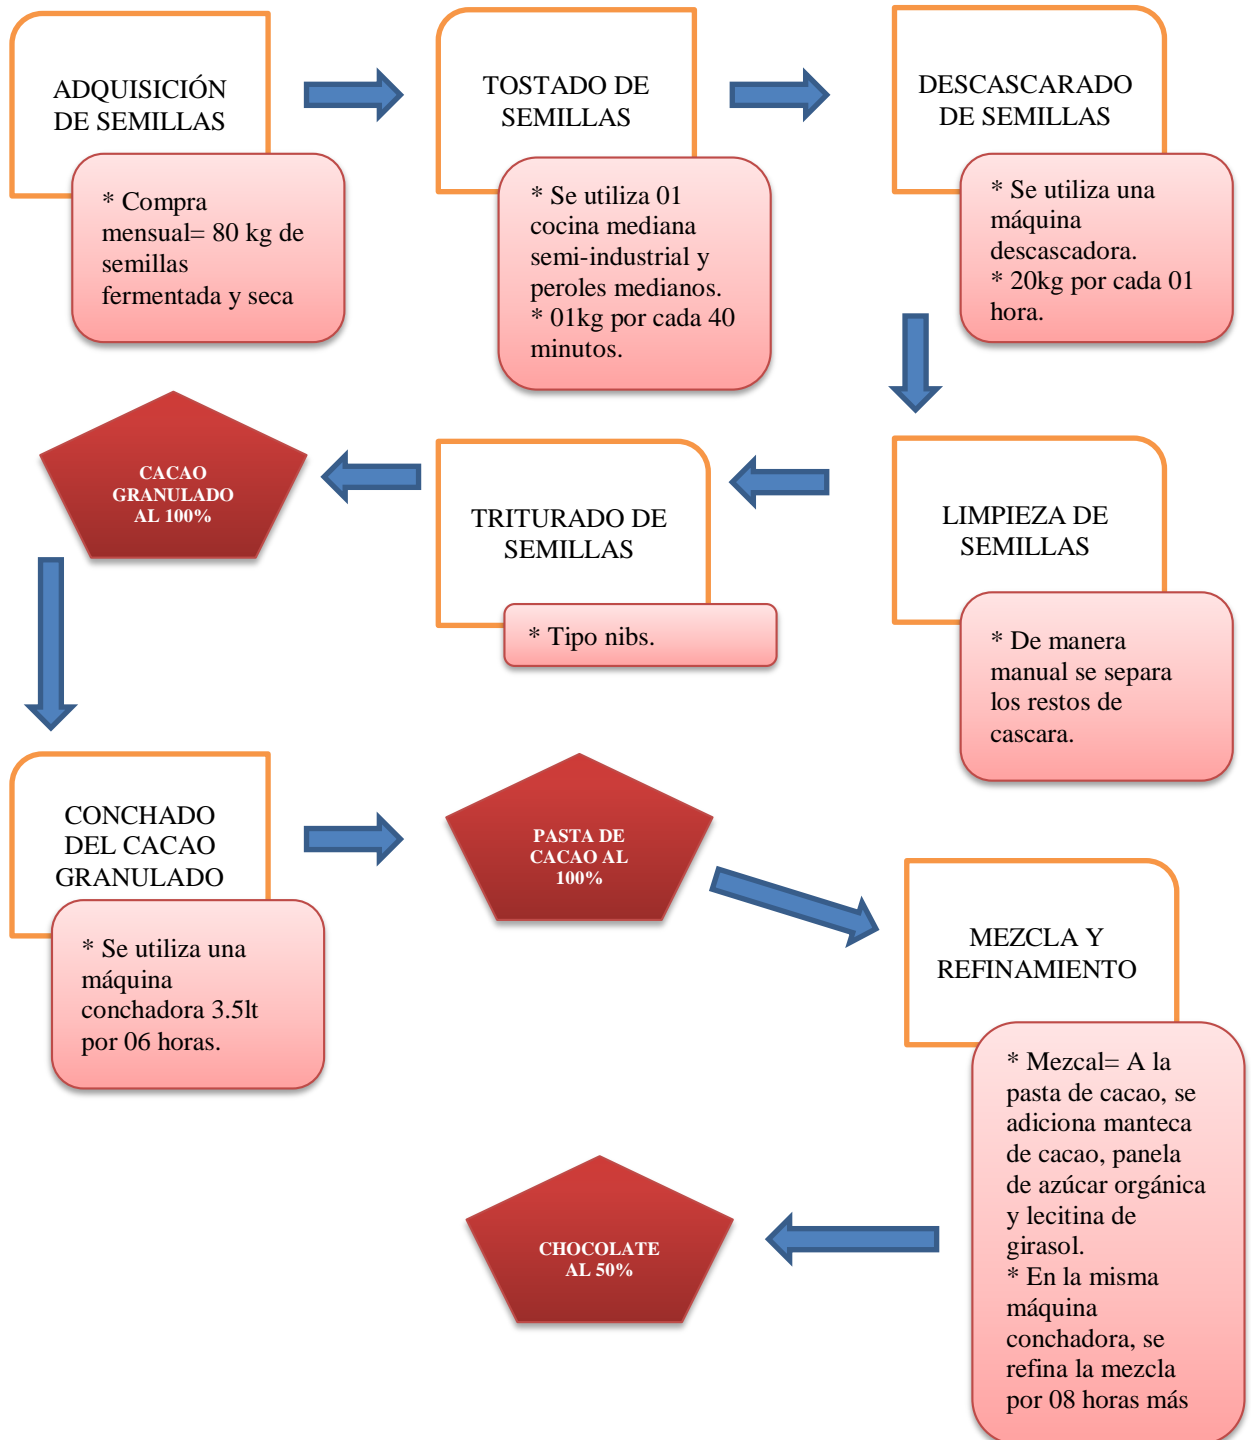 ADQUISICIÓN
DE SEMILLAS
* Compra
mensual= 80 kg de
semillas
fermentada y seca
TOSTADO DE
SEMILLAS
* Se utiliza 01
cocina mediana
semi-industrial y
peroles medianos.
* 01kg por cada 40
minutos.
DESCASCARADO
DE SEMILLAS
* Se utiliza una
máquina
descascadora.
* 20kg por cada 01
hora.
LIMPIEZA DE
SEMILLAS
* De manera
manual se separa
los restos de
cascara.
TRITURADO DE
SEMILLAS
* Tipo nibs.
CACAO
GRANULADO
AL 100%
CONCHADO
DEL CACAO
GRANULADO
* Se utiliza una
máquina
conchadora 3.5lt
por 06 horas.
PASTA DE
CACAO AL
100%
MEZCLA Y
REFINAMIENTO
* Mezcal= A la
pasta de cacao, se
adiciona manteca
de cacao, panela
de azúcar orgánica
y lecitina de
girasol.
* En la misma
máquina
conchadora, se
refina la mezcla
por 08 horas más
CHOCOLATE
AL 50%